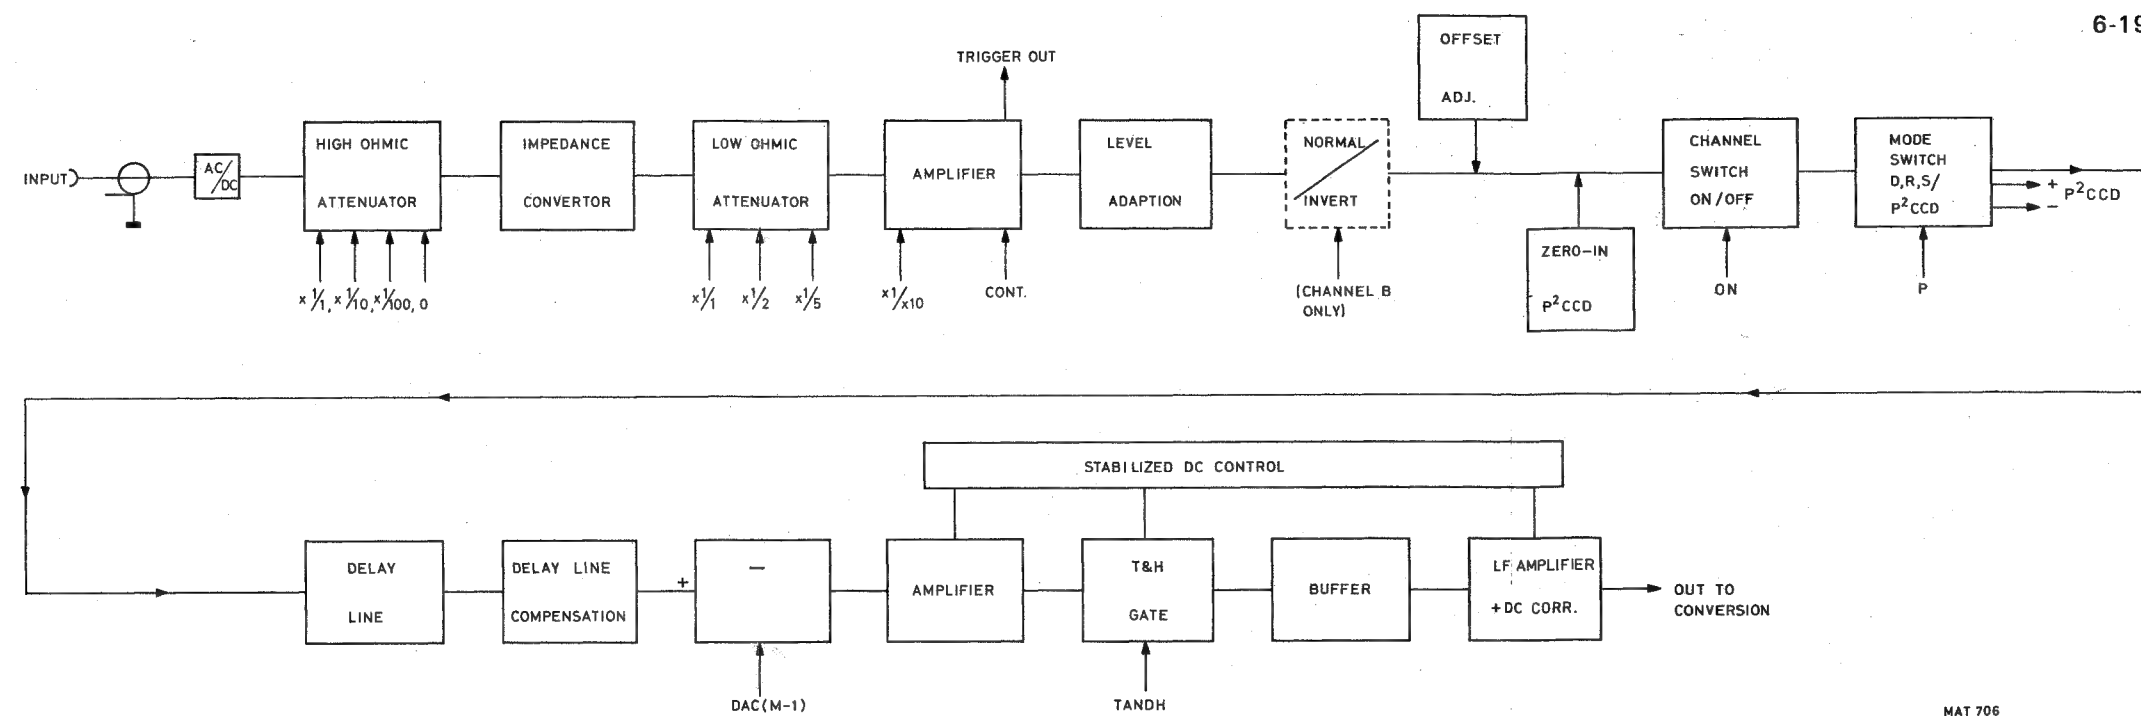 6-19
TRIGGER OUT
OFFSET
ADJ.
INPUT
AC/DC
HIGH OHMIC
ATTENUATOR
IMPEDANCE
CONVERTOR
LOW OHMIC
ATTENUATOR
AMPLIFIER
LEVEL
ADAPTION
NORMAL
INVERT
CHANNEL
SWITCH
ON/OFF
MODE
SWITCH
D,R,S/
P²CCD
+
−
P²CCD
ZERO-IN
P²CCD
x 1/1, x 1/10, x 1/100, 0
x1/1
x1/2
x1/5
x1/x10
CONT.
(CHANNEL B
ONLY)
ON
P
STABILIZED DC CONTROL
DELAY
LINE
DELAY LINE
COMPENSATION
+
−
AMPLIFIER
T&H
GATE
BUFFER
LF AMPLIFIER
+DC CORR.
OUT TO
CONVERSION
DAC(M-1)
TANDH
MAT 706